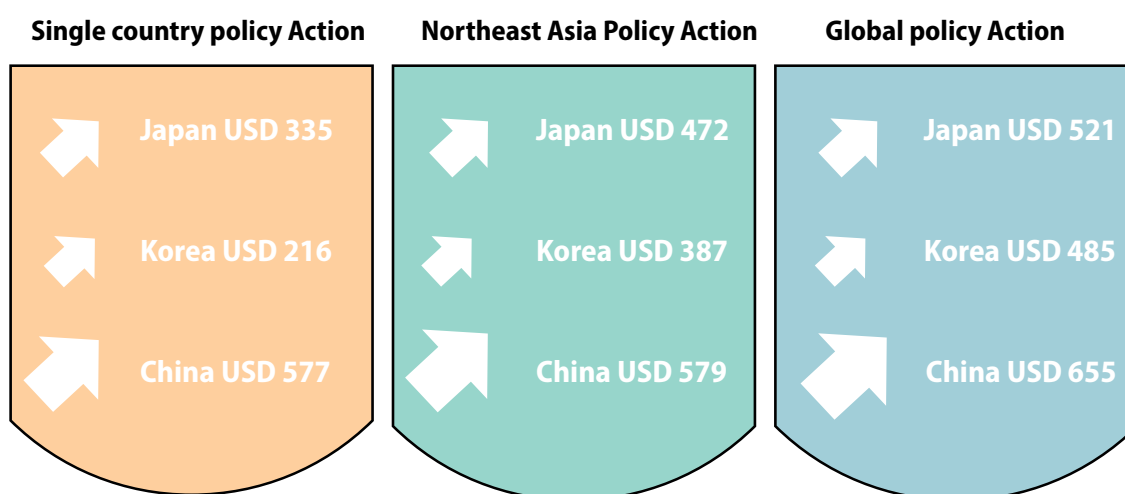 Single country policy Action
Japan USD 335
Korea USD 216
China USD 577
Northeast Asia Policy Action
Japan USD 472
Korea USD 387
China USD 579
Global policy Action
Japan USD 521
Korea USD 485
China USD 655